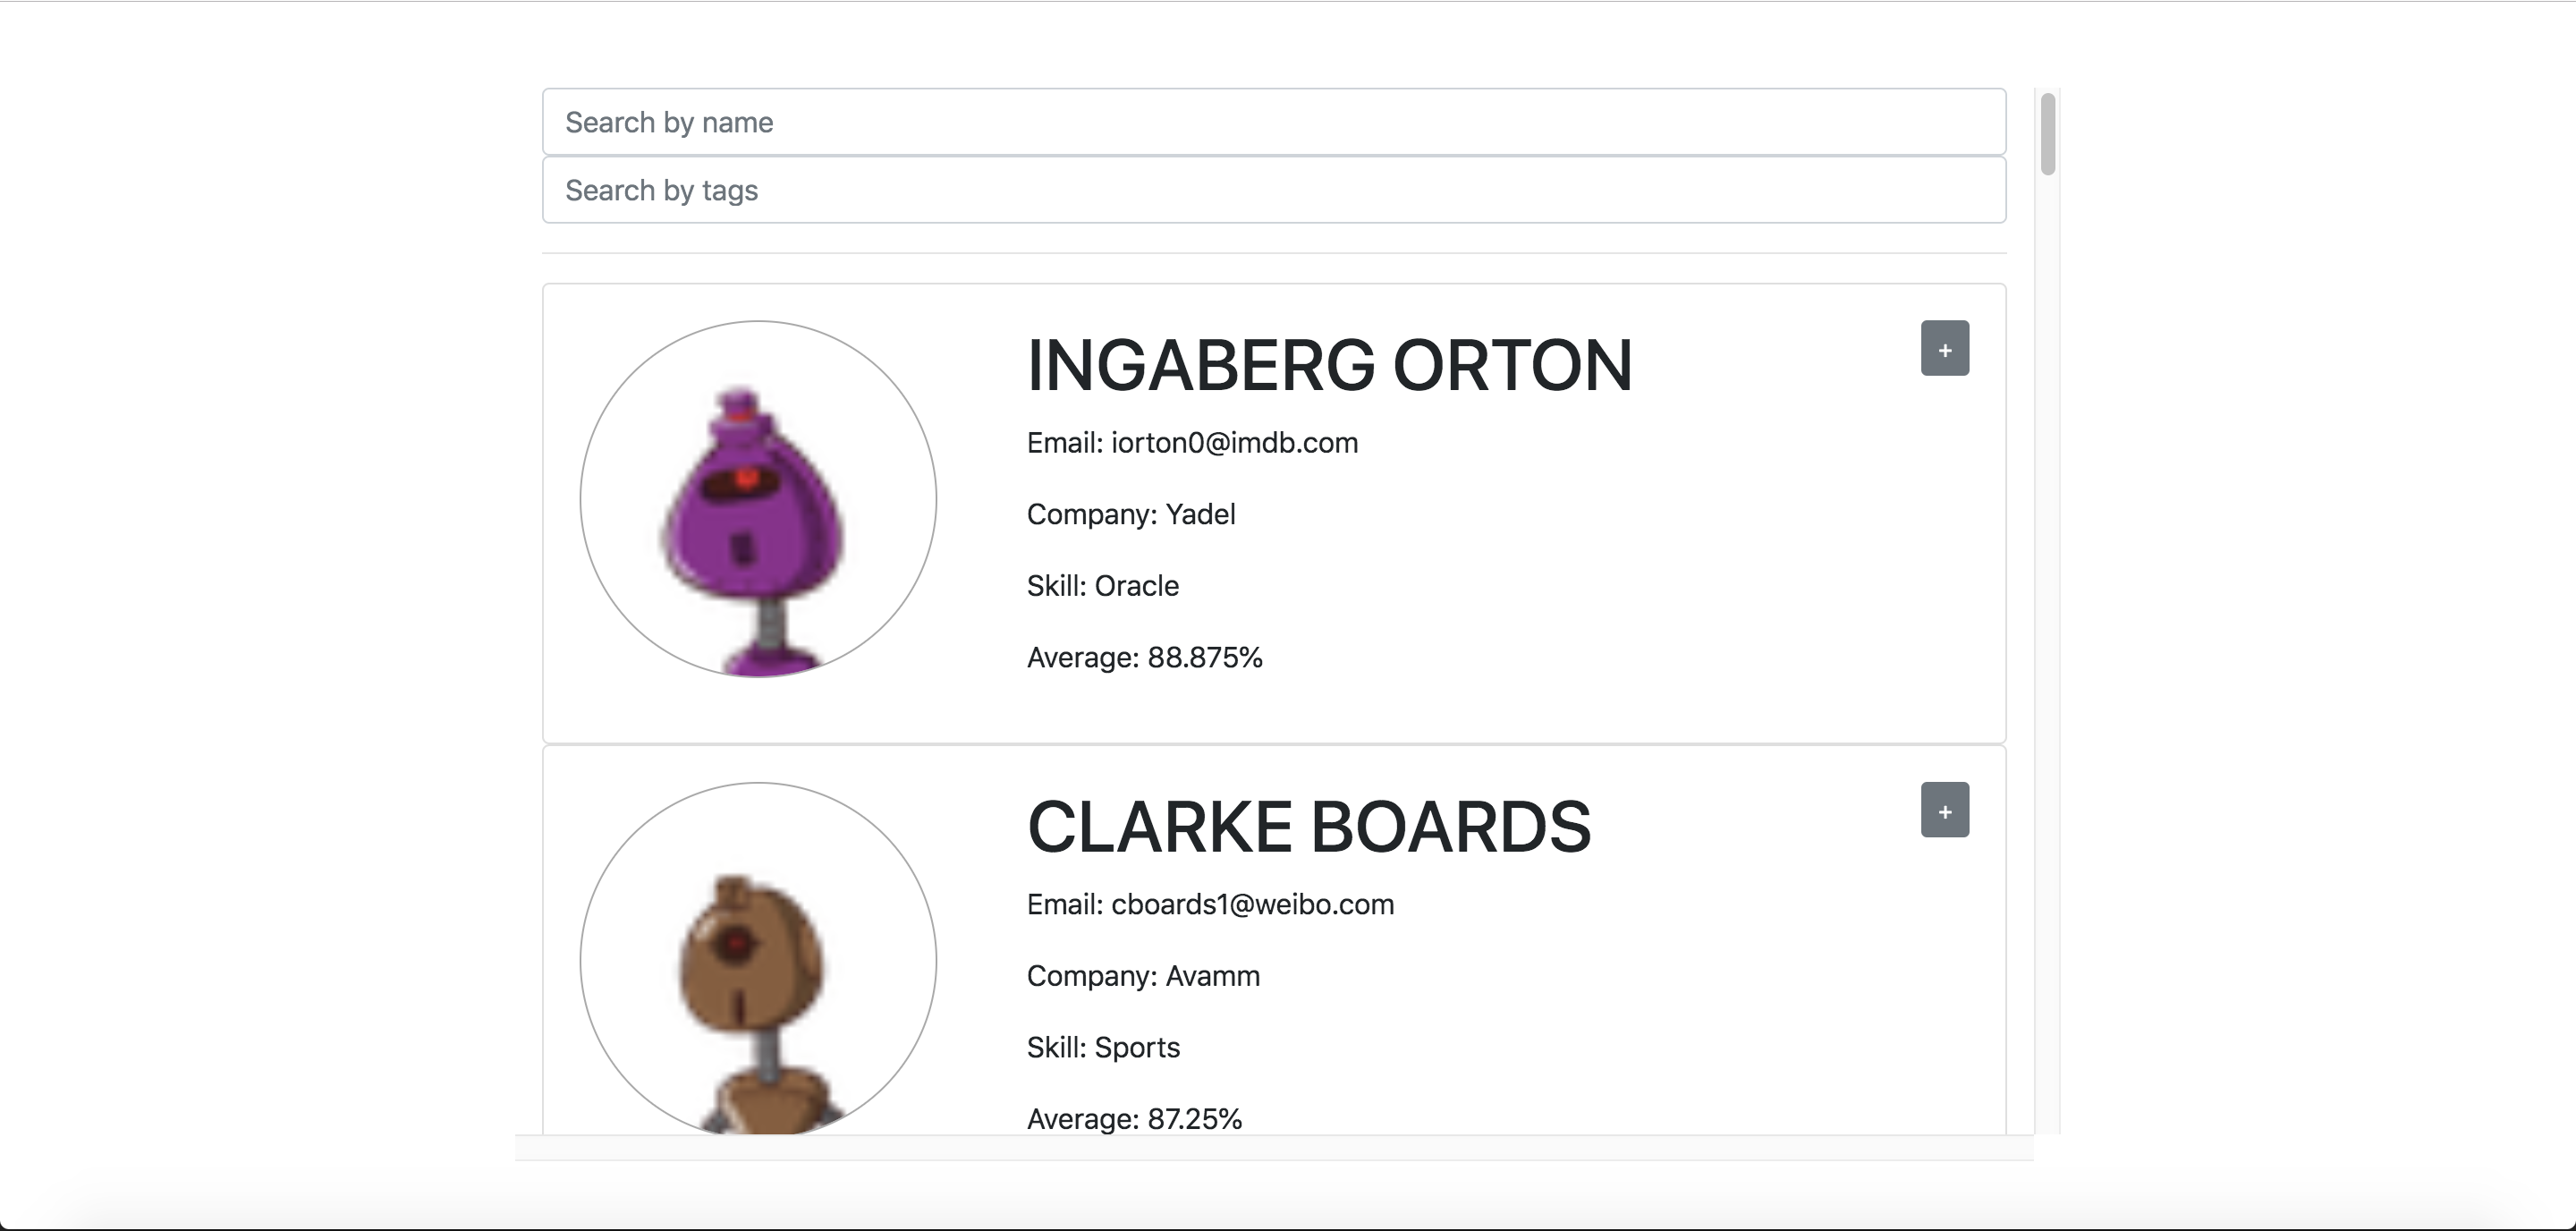 Search by name
Search by tags
INGABERG ORTON
+
Email: iorton0@imdb.com
Company: Yadel
Skill: Oracle
Average: 88.875%
CLARKE BOARDS
+
Email: cboards1@weibo.com
Company: Avamm
Skill: Sports
Average: 87.25%